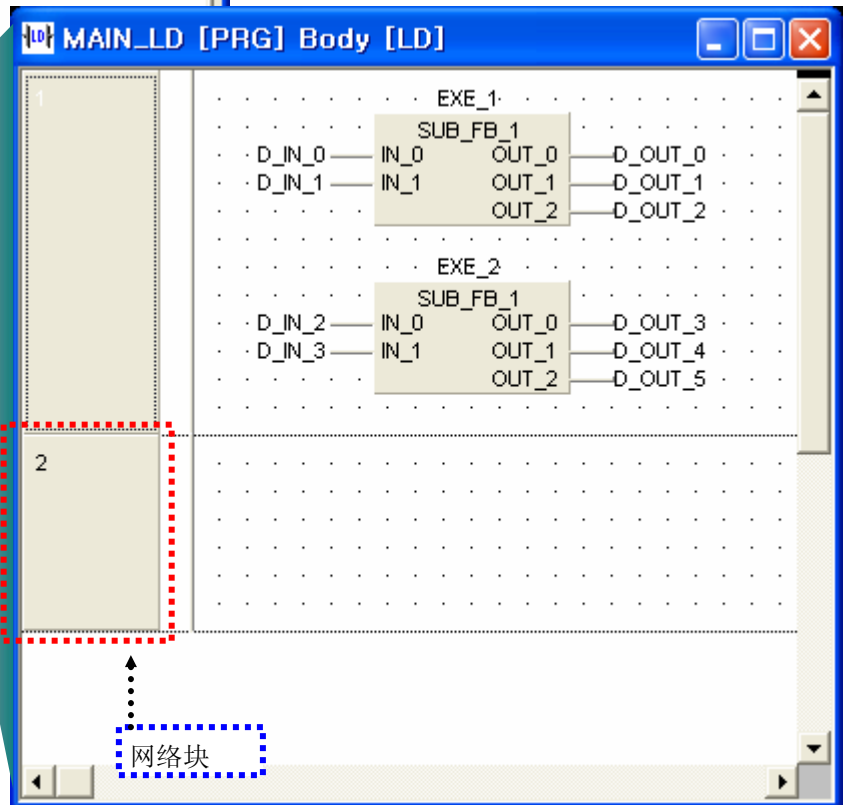 MAIN_LD [PRG] Body [LD]
1
EXE_1
SUB_FB_1
D_IN_0 IN_0 OUT_0 D_OUT_0
D_IN_1 IN_1 OUT_1 D_OUT_1
OUT_2 D_OUT_2
EXE_2
SUB_FB_1
D_IN_2 IN_0 OUT_0 D_OUT_3
D_IN_3 IN_1 OUT_1 D_OUT_4
OUT_2 D_OUT_5
2
网络块